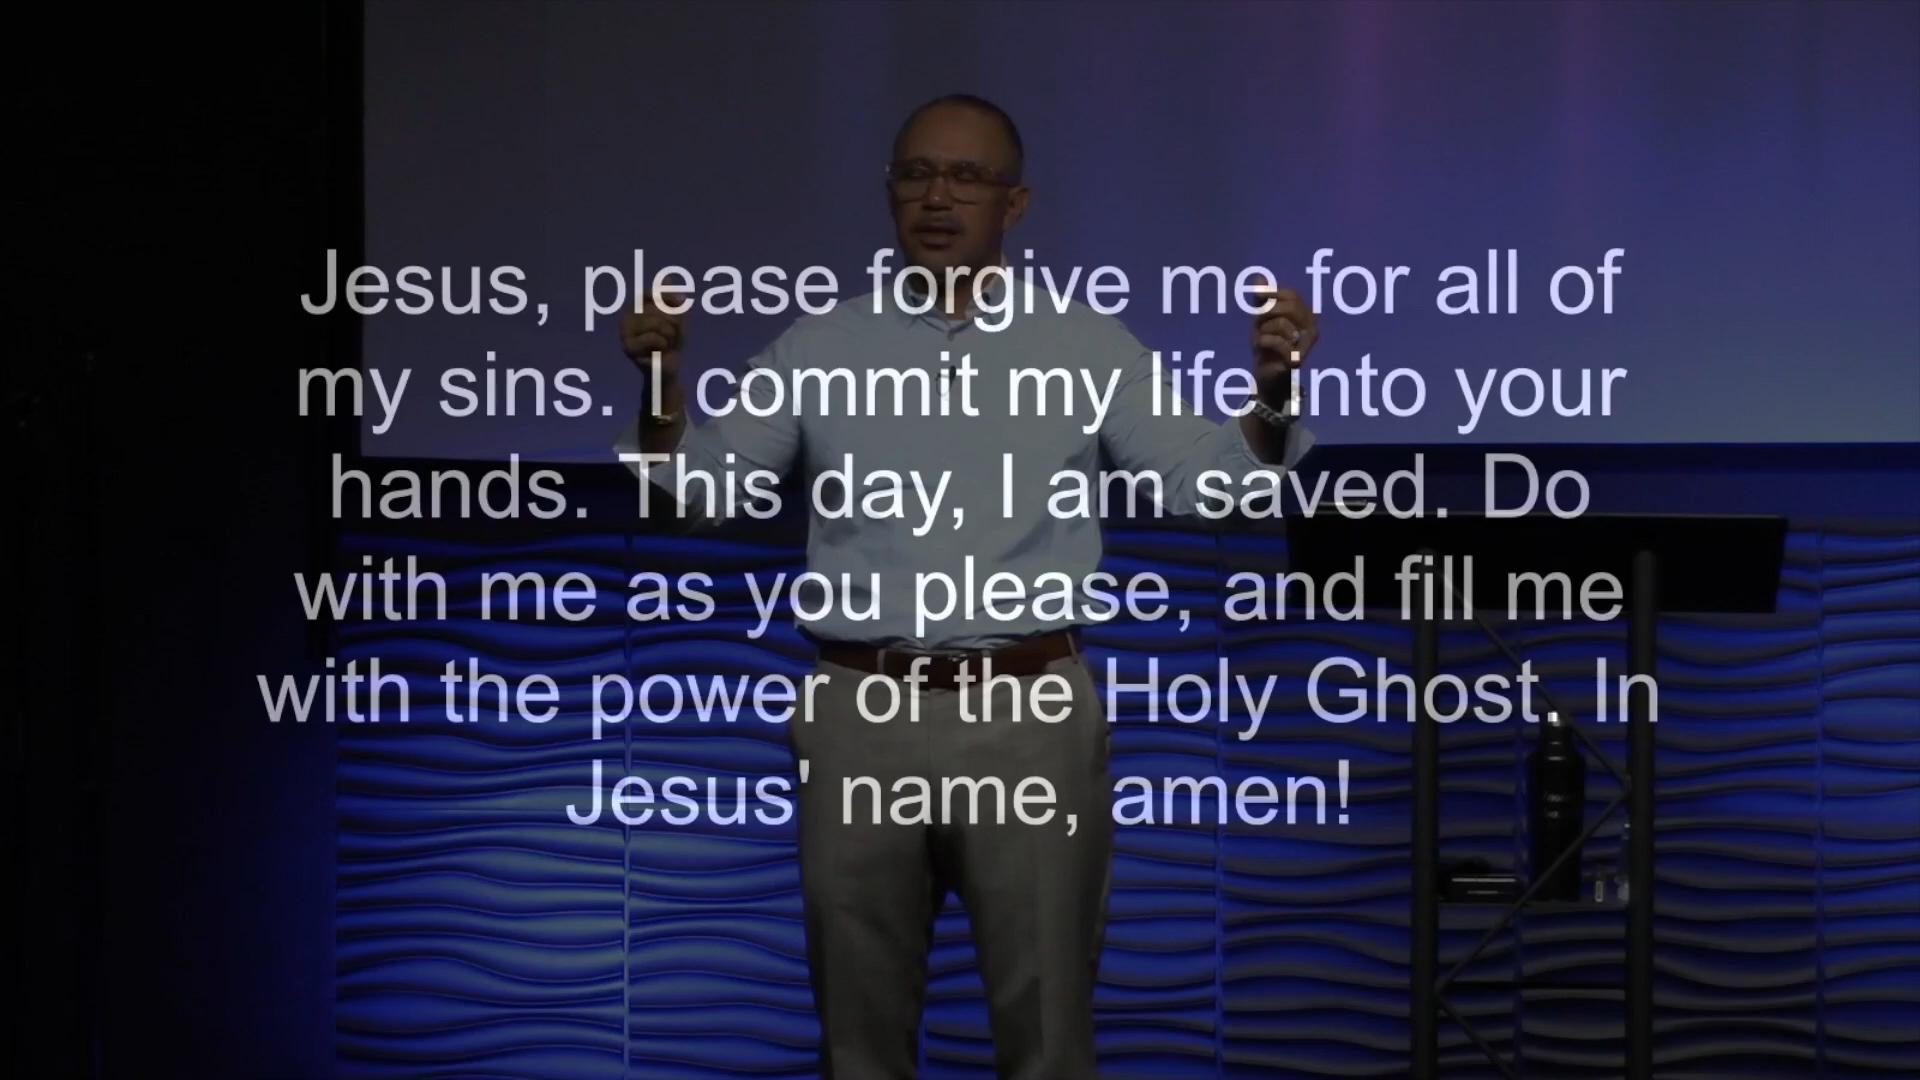 Jesus, please forgive me for all of
my sins. I commit my life into your
hands. This day, I am saved. Do
with me as you please, and fill me
with the power of the Holy Ghost. In
Jesus' name, amen!